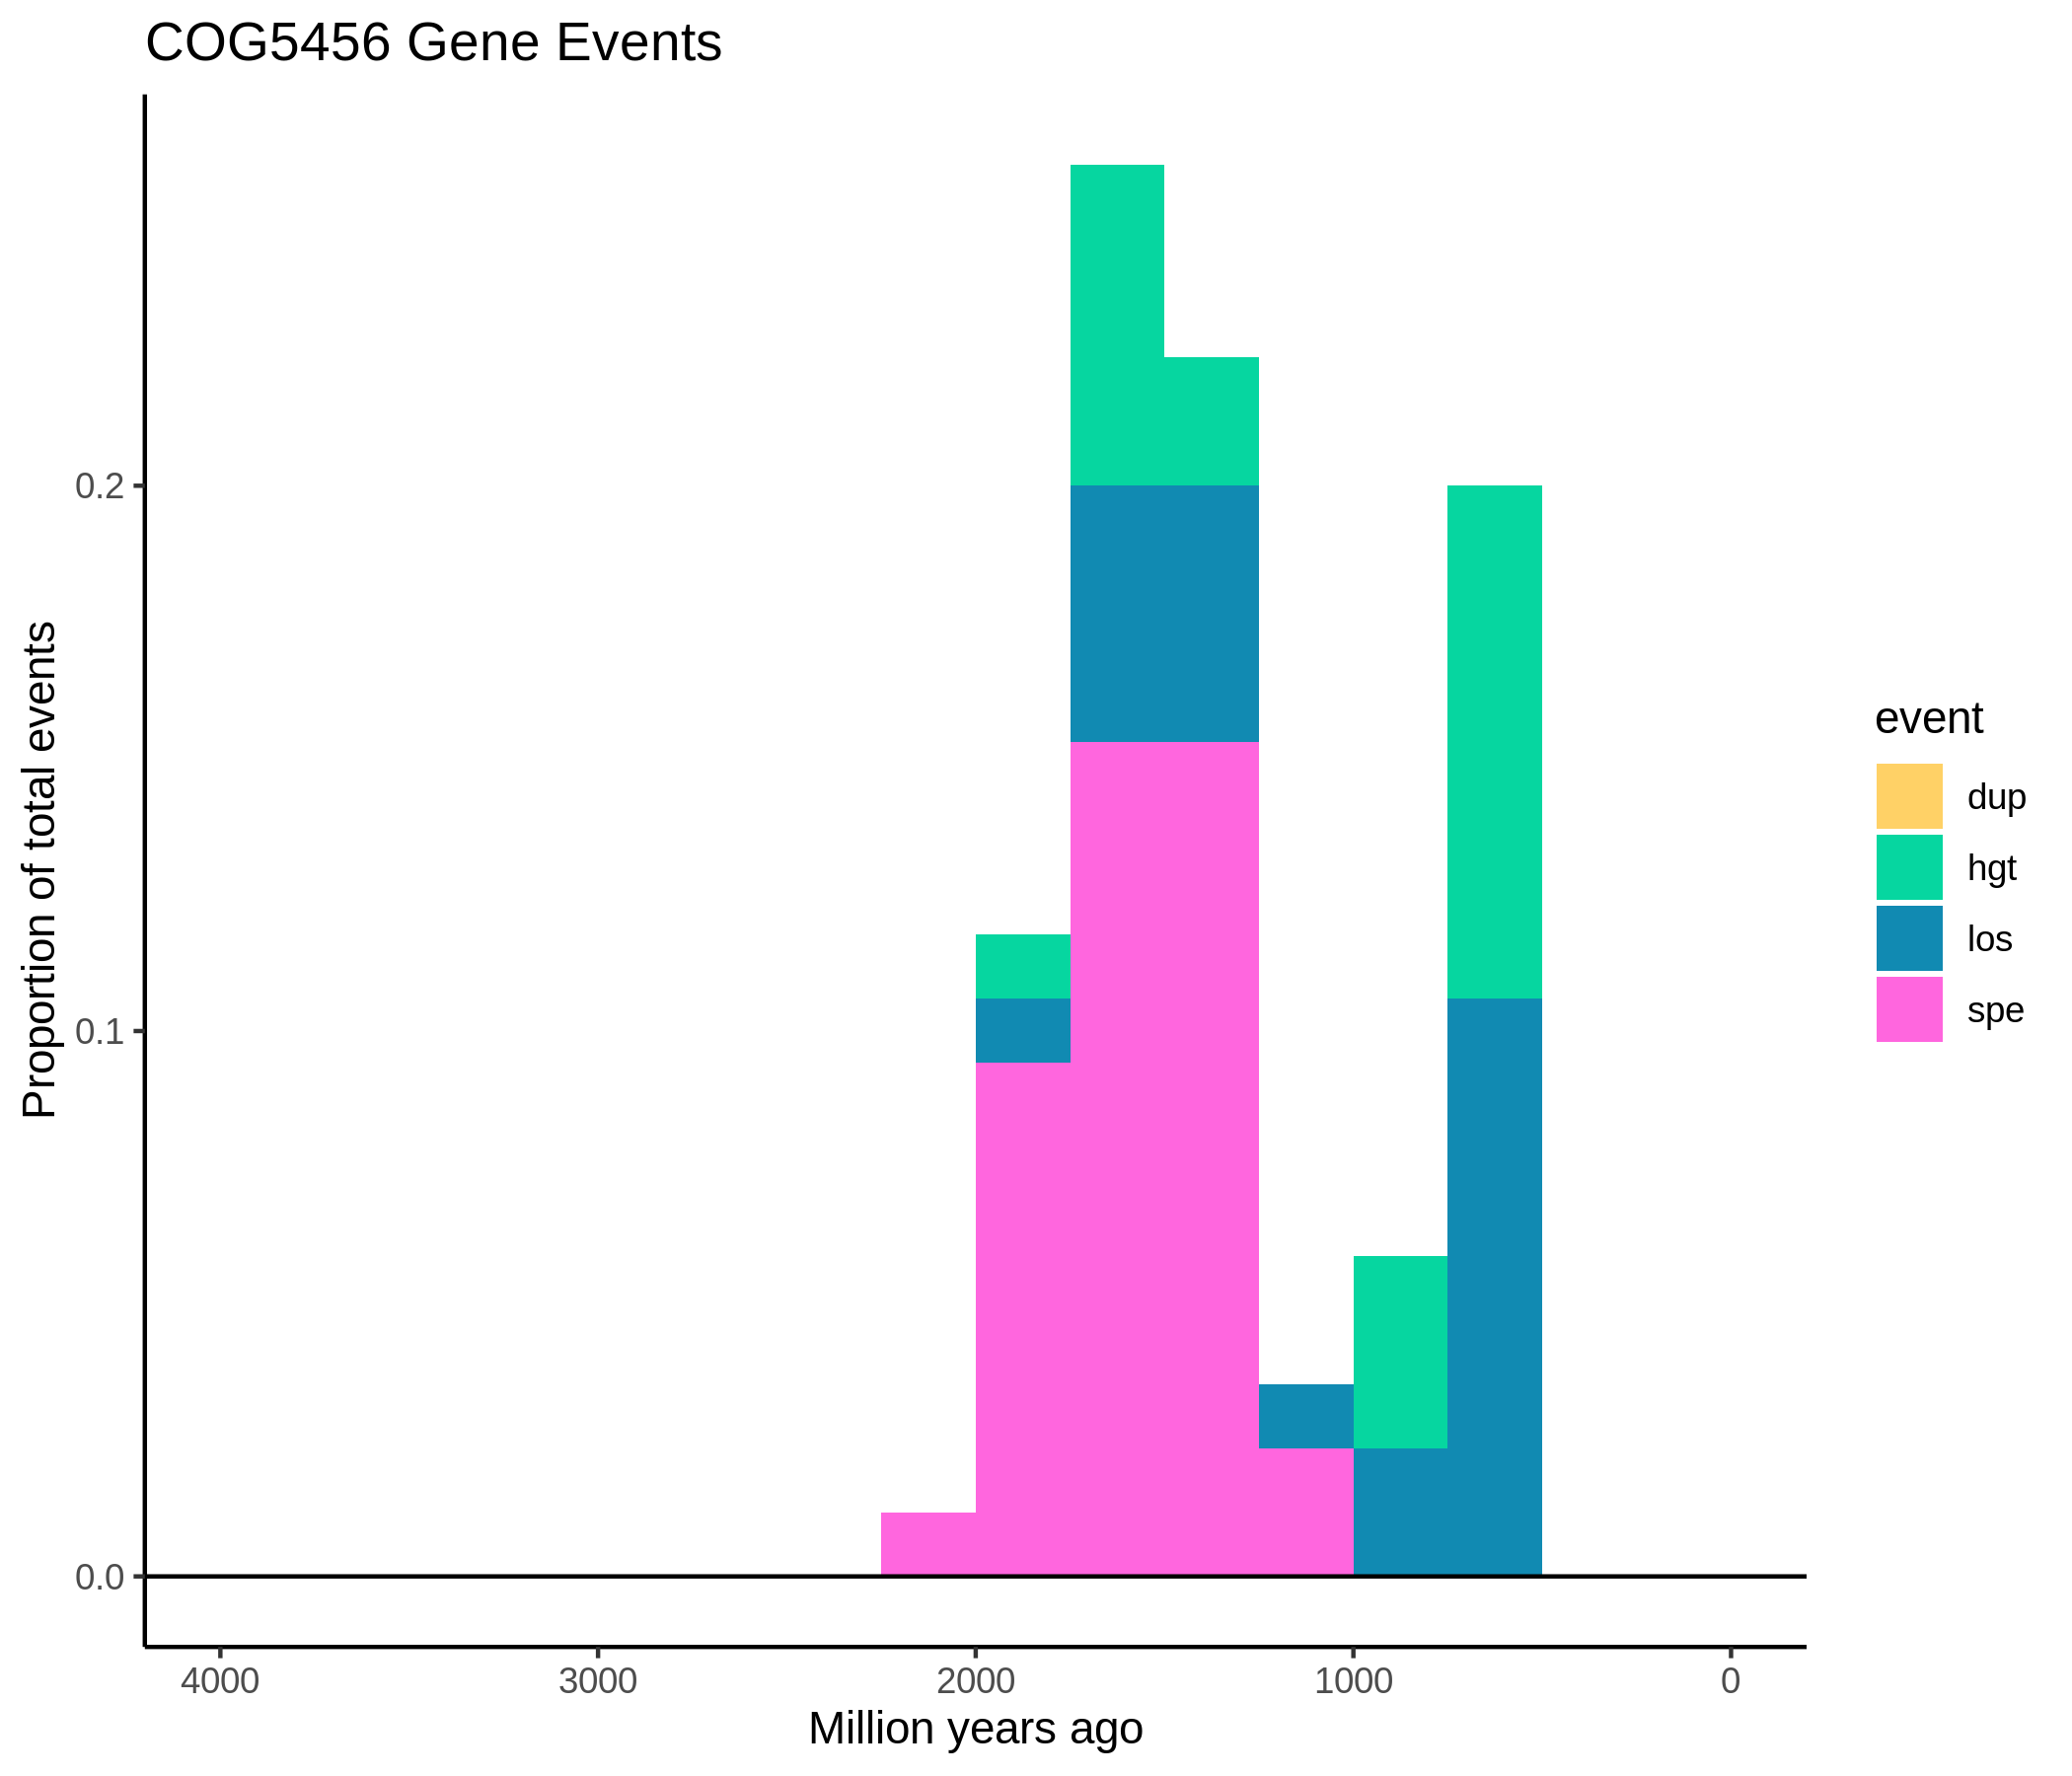 COG5456 Gene Events
Proportion of total events
0.2
0.1
0.0
4000 3000 2000 1000 0
Million years ago
event
dup
hgt
los
spe